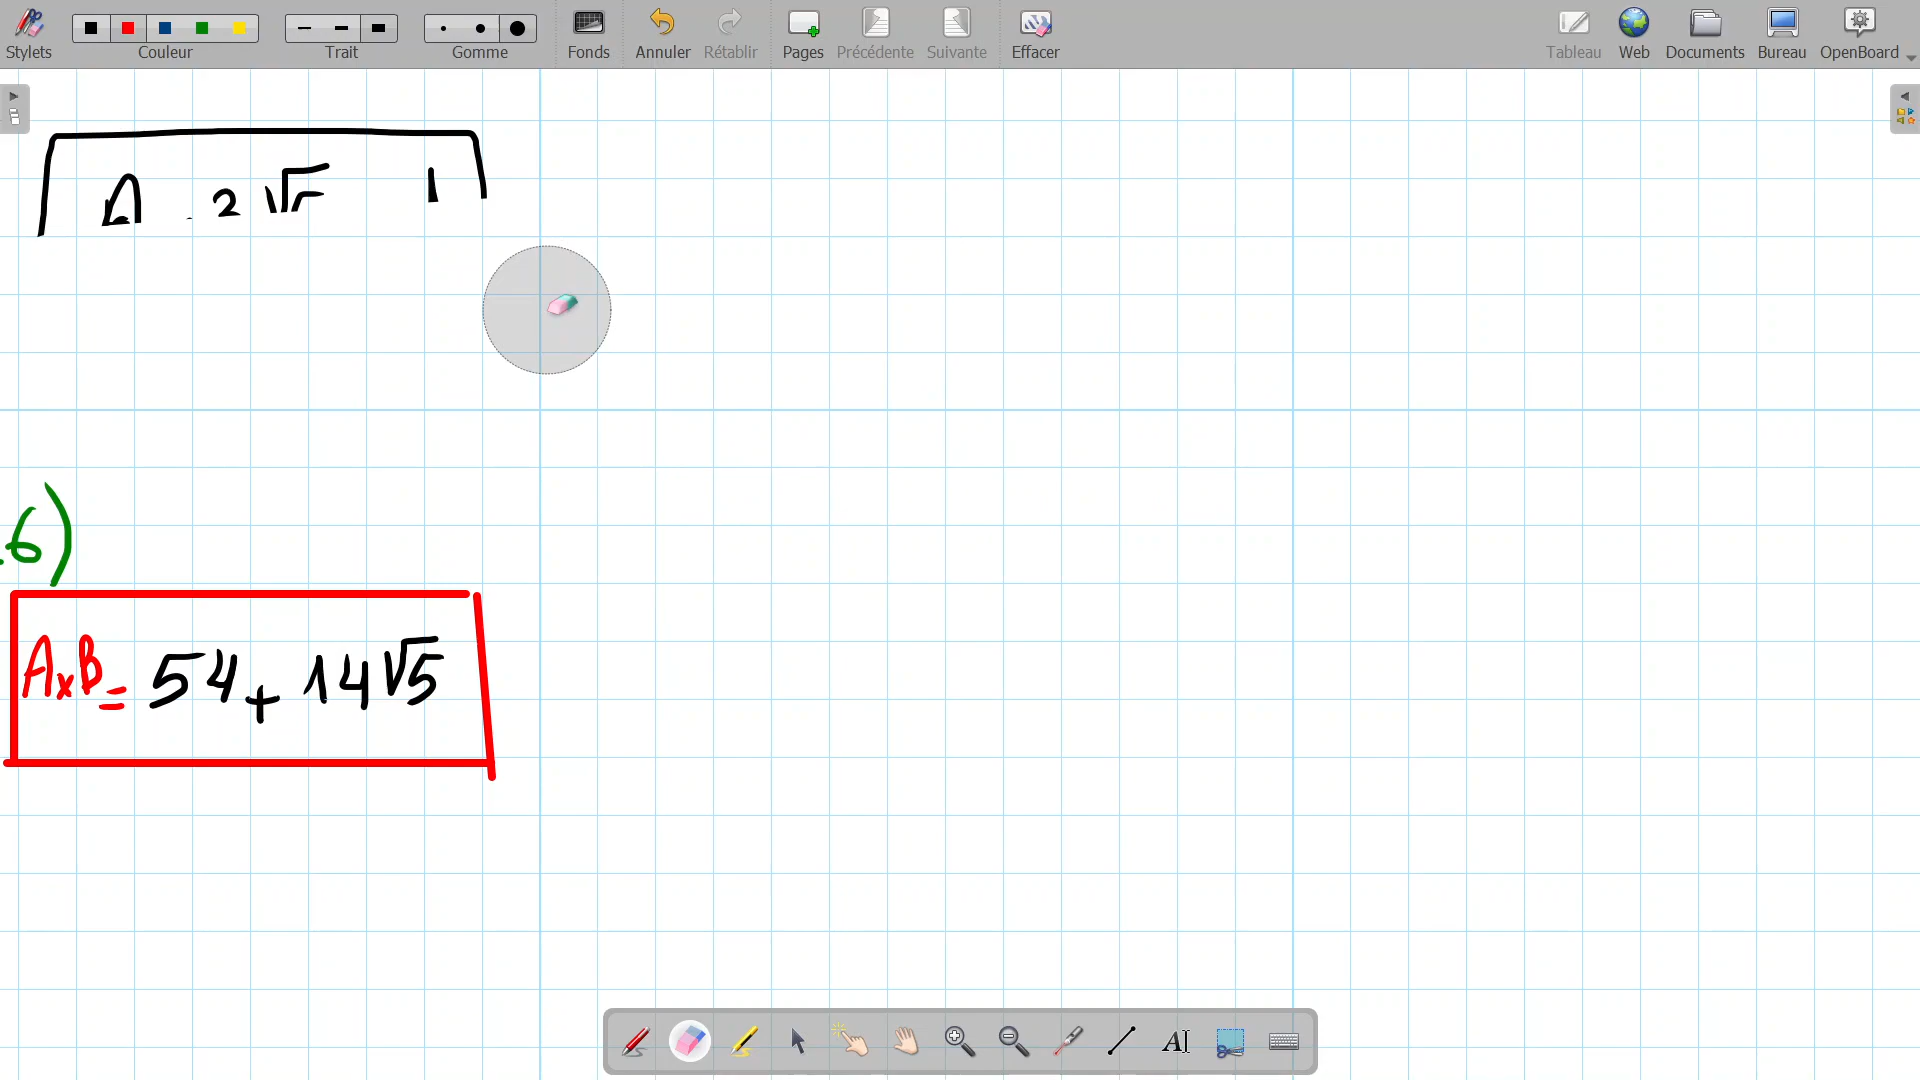 Stylets Couleur Trait Gomme Fonds Annuler Rétablir Pages Précédente Suivante Effacer Tableau Web Documents Bureau OpenBoard
2 √
6)
AxB= 54+14√5
A